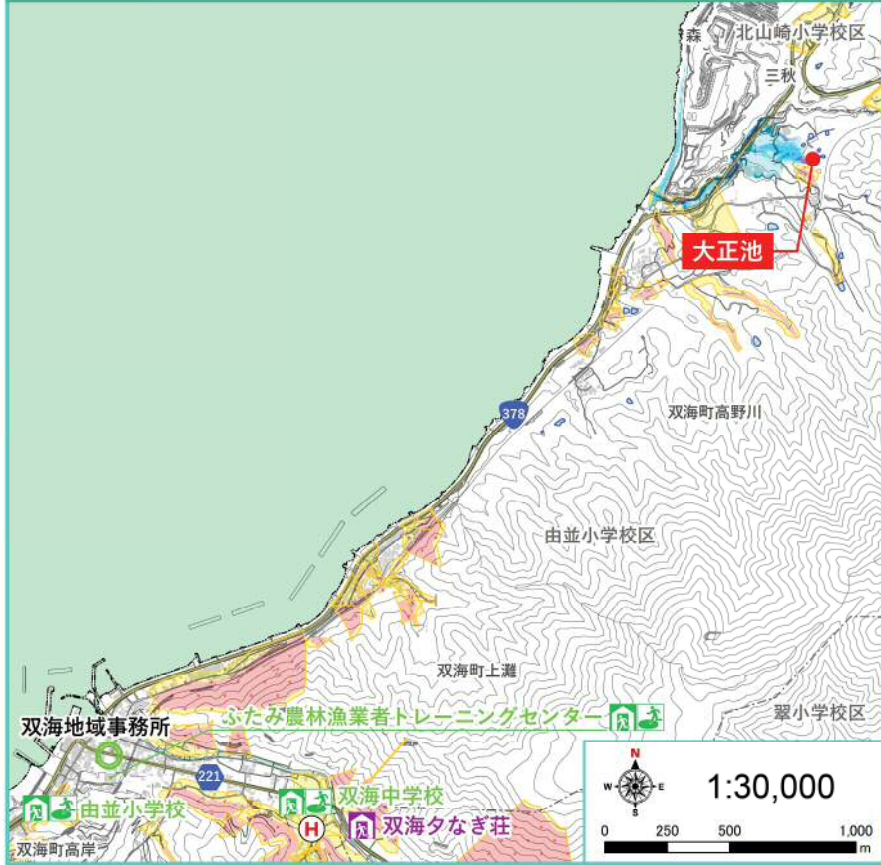 北山崎小学校区
森
三秋
大正池
378
双海町高野川
由並小学校区
双海町上灘
翠小学校区
ふたみ農林漁業者トレーニングセンター
双海地域事務所
221
由並小学校
双海中学校
H
双海夕なぎ荘
双海町高岸
N
W
E
S
1:30,000
0 250 500 1,000
m